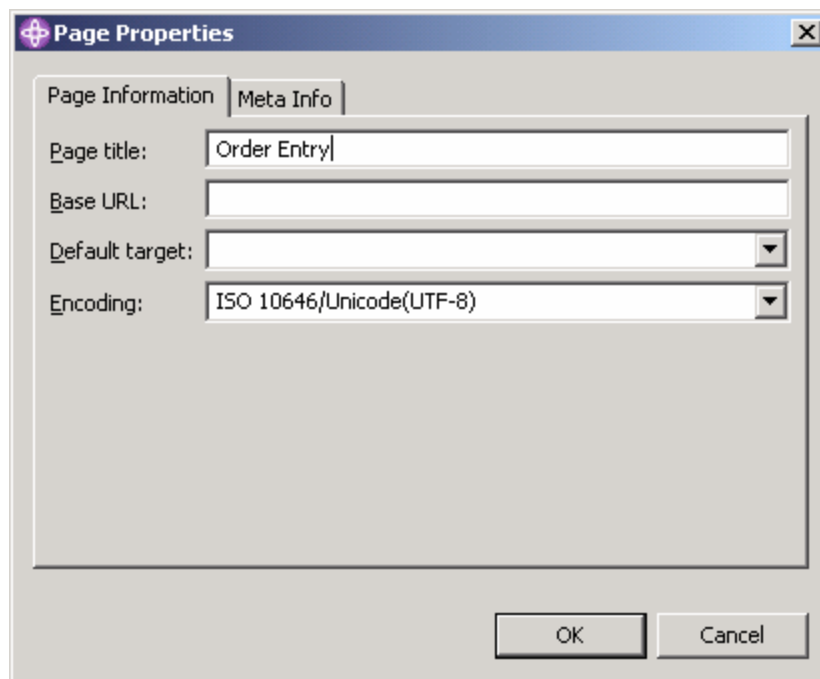 Page Properties
Page Information Meta Info
Page title: Order Entry
Base URL:
Default target:
Encoding: ISO 10646/Unicode(UTF-8)
OK Cancel